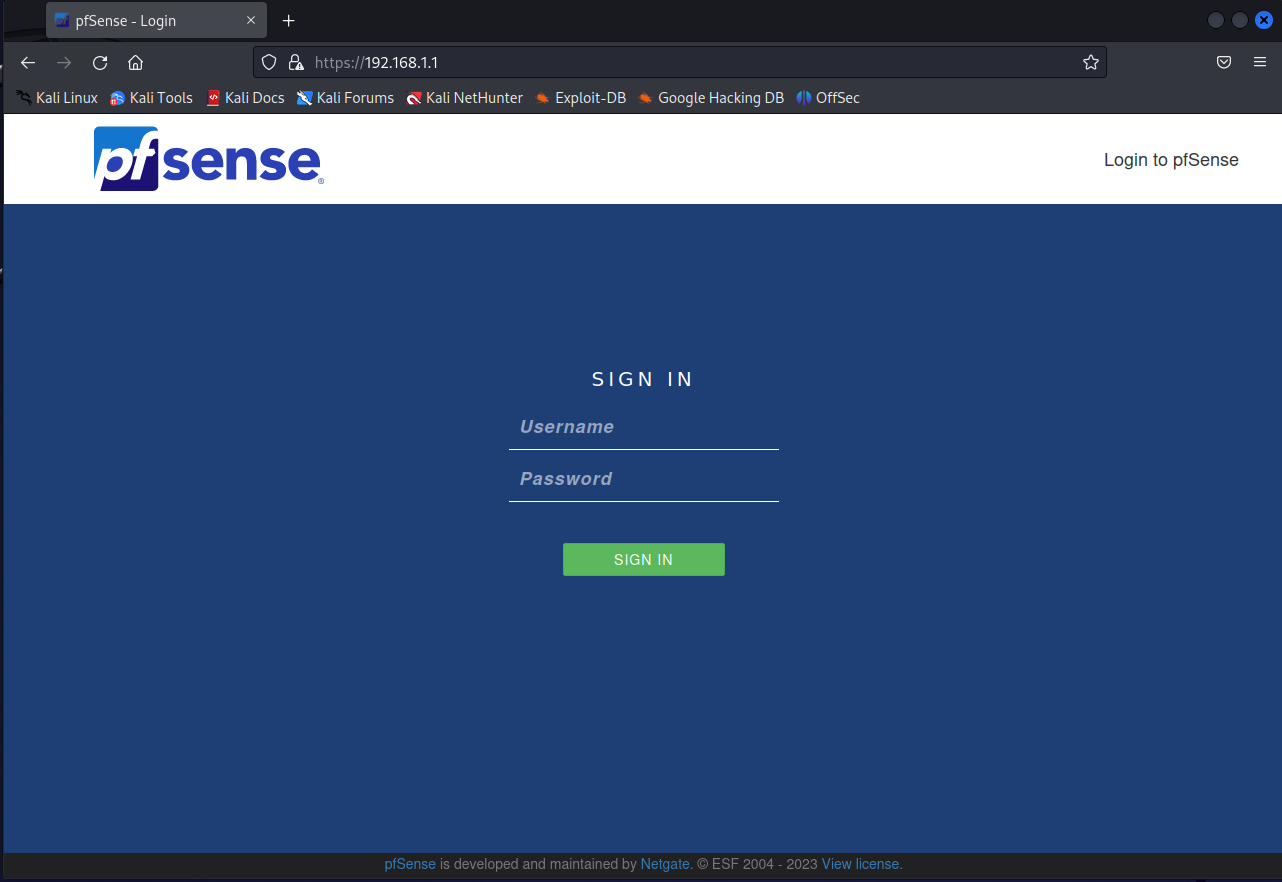 pfSense - Login
https://192.168.1.1
Kali Linux Kali Tools Kali Docs Kali Forums Kali NetHunter Exploit-DB Google Hacking DB OffSec
pfsense®
Login to pfSense
SIGN IN
Username
Password
SIGN IN
pfSense is developed and maintained by Netgate. © ESF 2004 - 2023 View license.